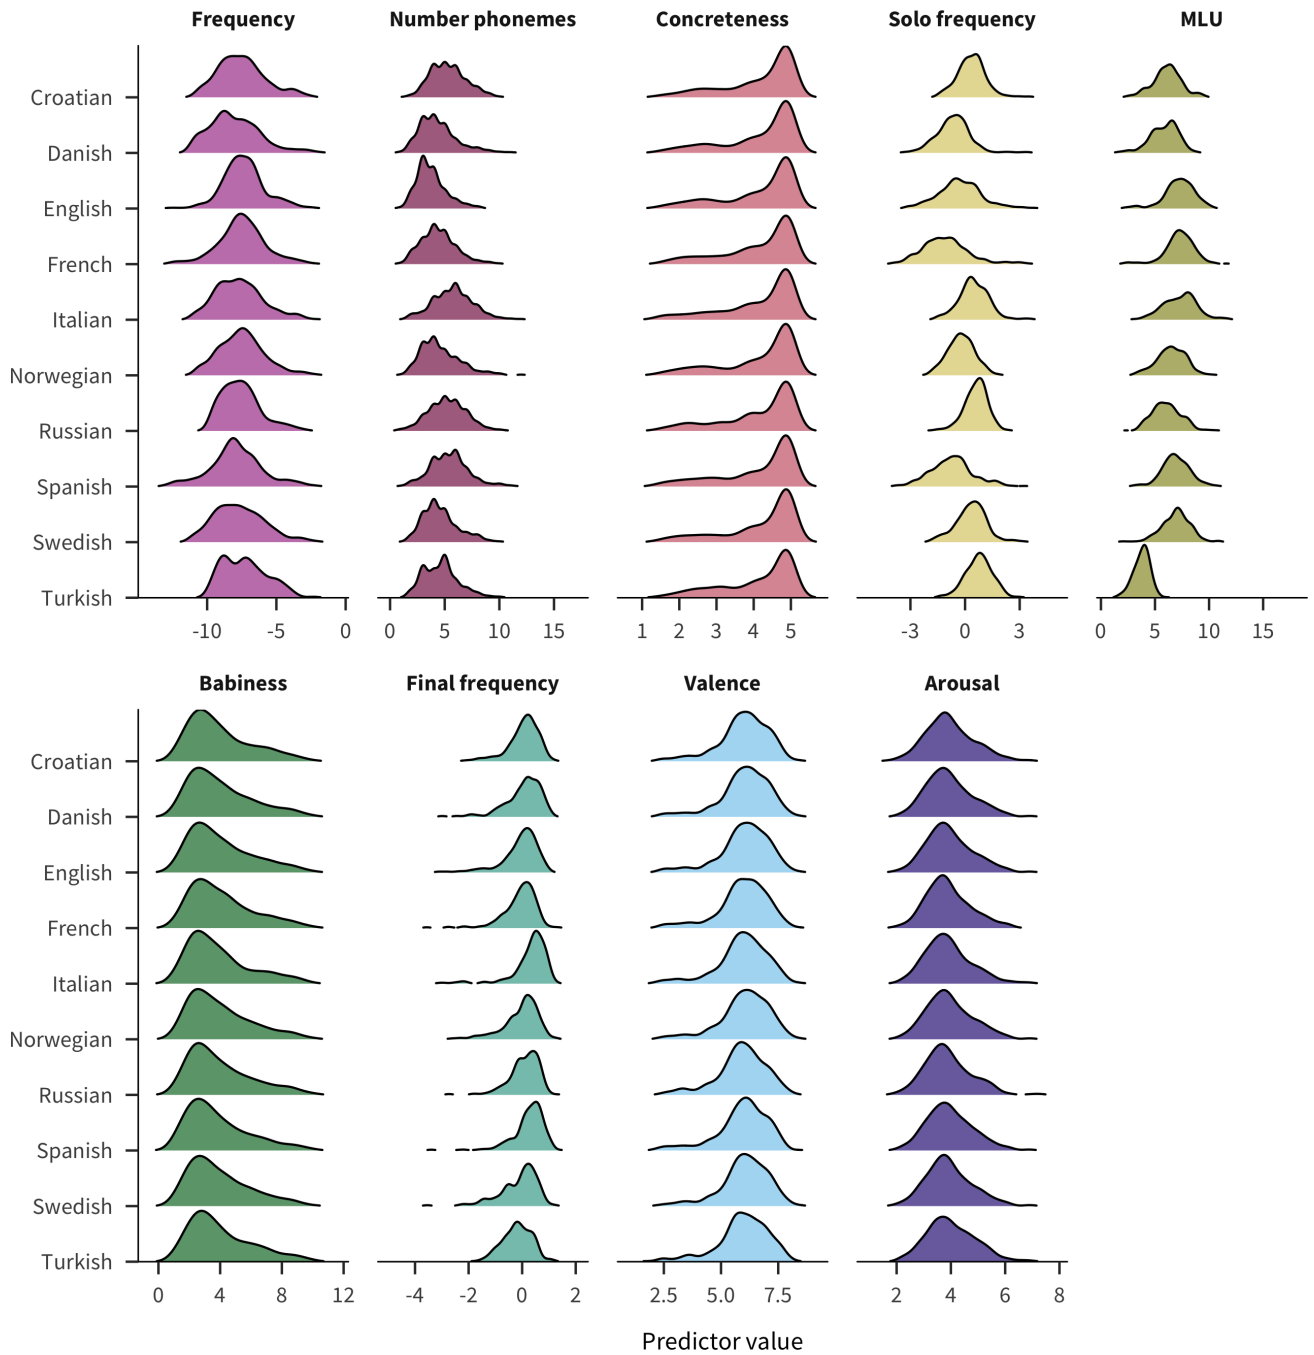 Frequency Number phonemes Concreteness Solo frequency MLU
Croatian
Danish
English
French
Italian
Norwegian
Russian
Spanish
Swedish
Turkish
-10 -5 0 0 5 10 15 1 2 3 4 5 -3 0 3 0 5 10 15
Babiness Final frequency Valence Arousal
Croatian
Danish
English
French
Italian
Norwegian
Russian
Spanish
Swedish
Turkish
0 4 8 12 -4 -2 0 2 2.5 5.0 7.5 2 4 6 8
Predictor value